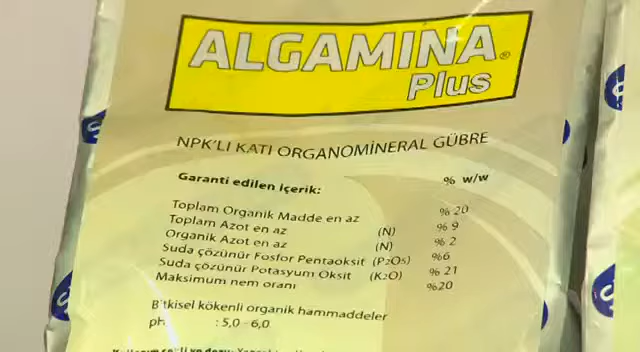 ALGAMINA®
Plus
NPK'LI KATI ORGANOMİNERAL GÜBRE
Garanti edilen içerik: % w/w
Toplam Organik Madde en az % 20
Toplam Azot en az (N) % 9
Organik Azot en az (N) % 2
Suda çözünür Fosfor Pentaoksit (P2O5) %6
Suda çözünür Potasyum Oksit (K2O) % 21
Maksimum nem oranı %20
Bitkisel kökenli organik hammaddeler
pH : 5,0 - 6,0